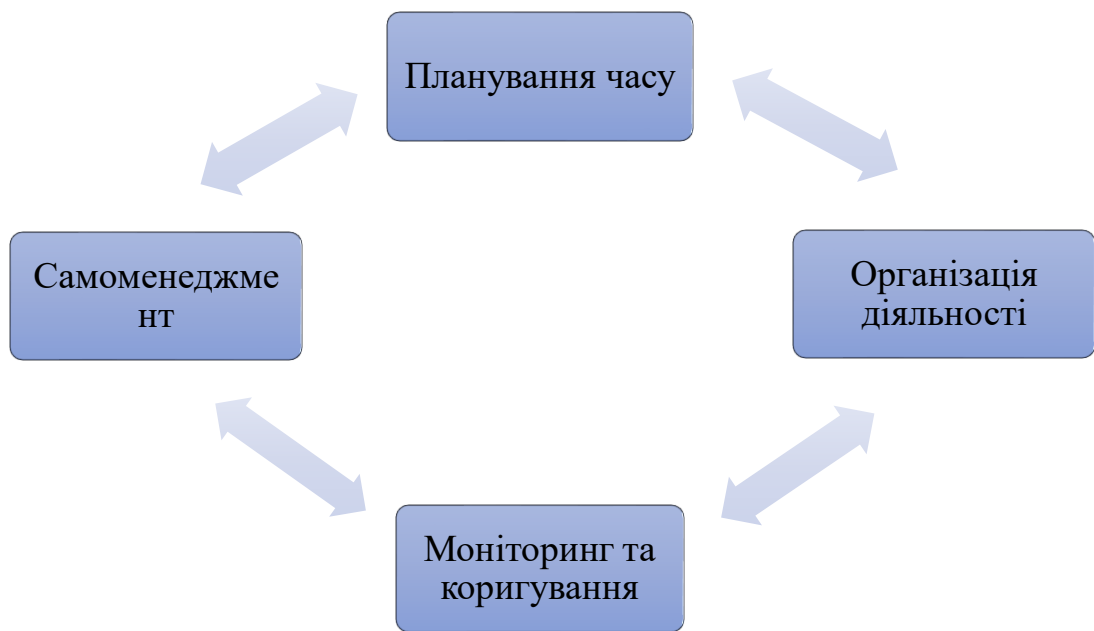 Планування часу
Самоменеджме
нт
Організація
діяльності
Моніторинг та
коригування